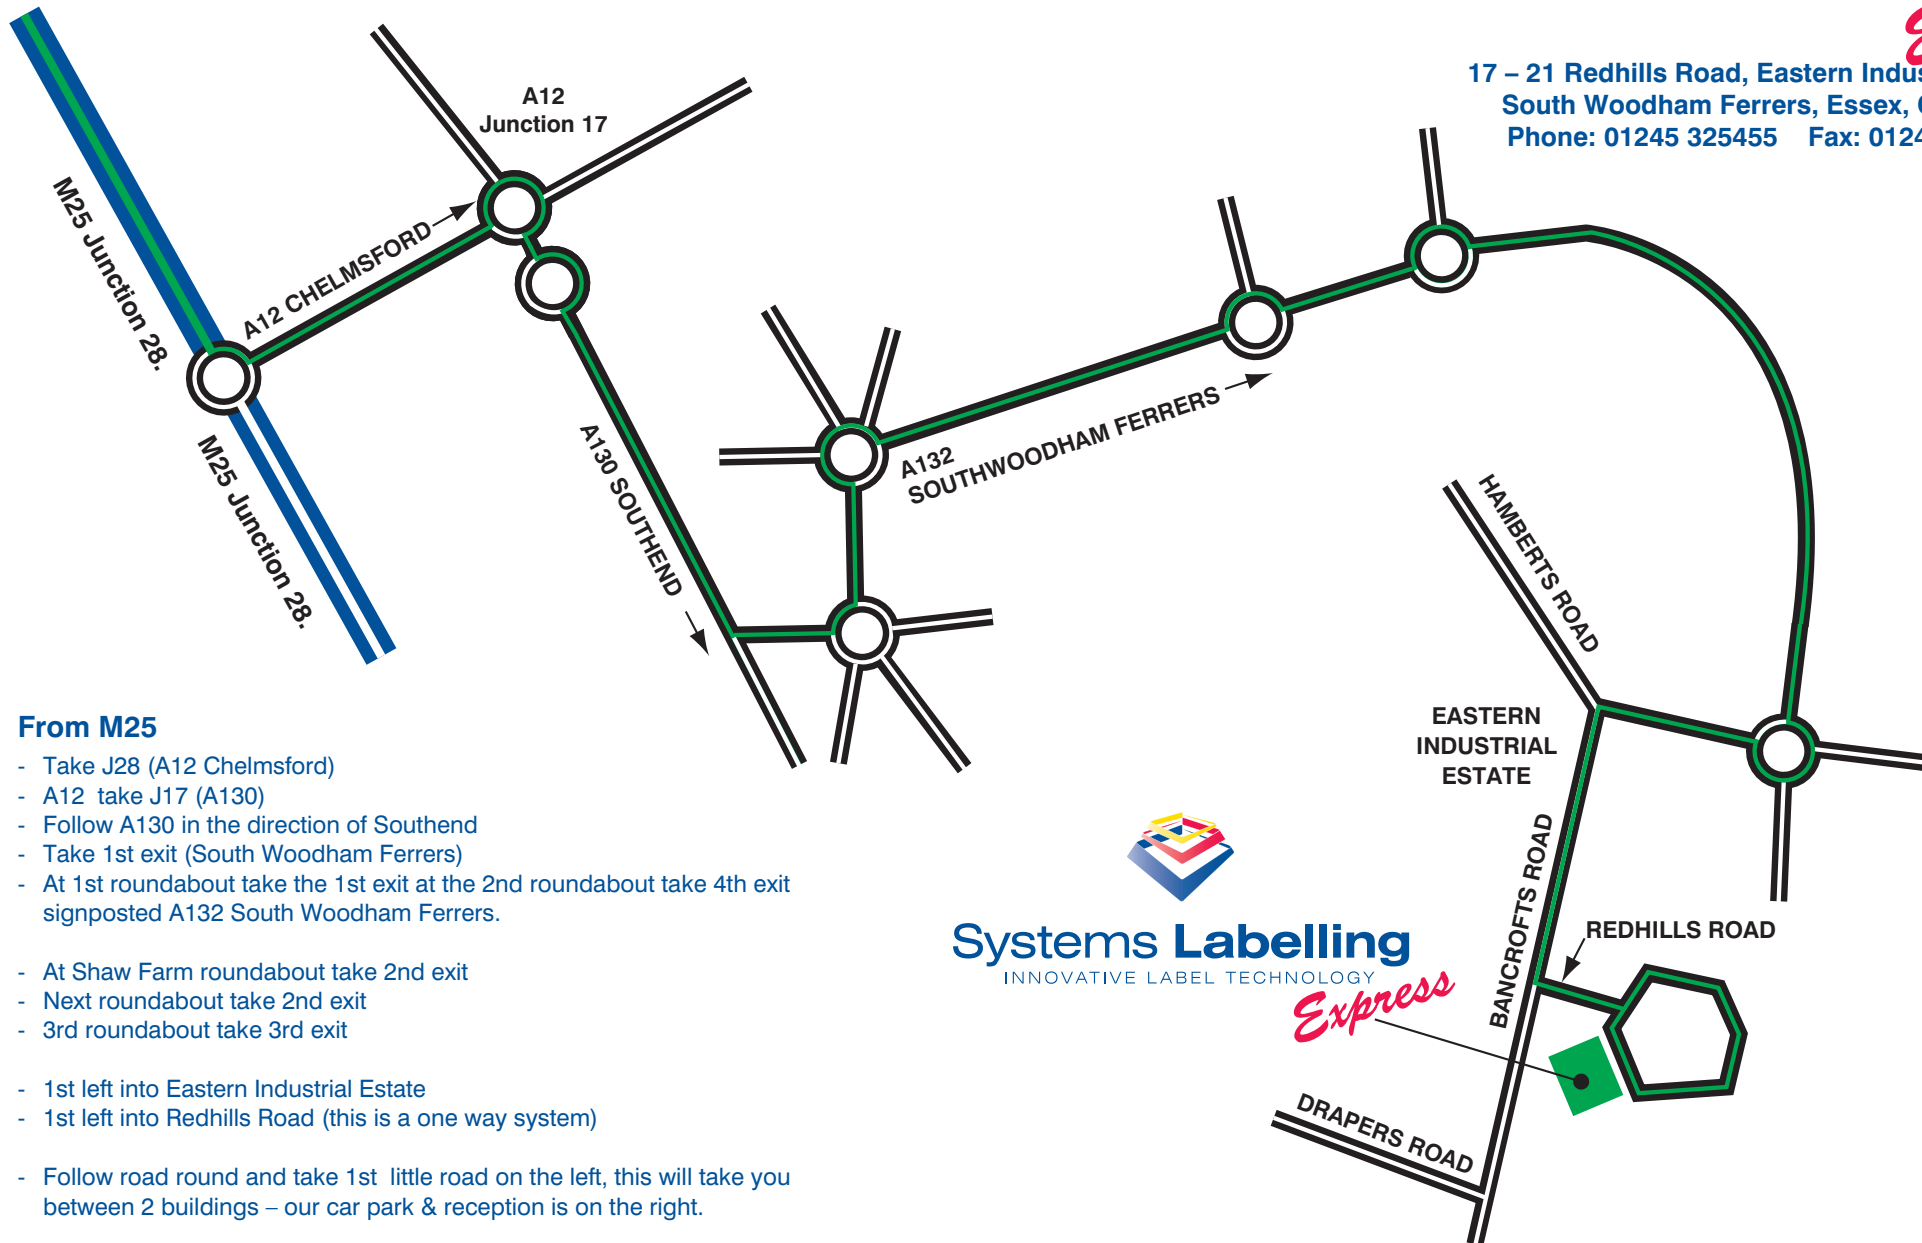 17 – 21 Redhills Road, Eastern
South Woodham Ferrers, Essex,
Phone: 01245 325455 Fax:
A12
Junction 17
M25 Junction 28.
A12 CHELMSFORD
M25 Junction 28.
A130 SOUTHEND
A132
SOUTHWOODHAM FERRERS
HAMBERTS ROAD
EASTERN
INDUSTRIAL
ESTATE
BANCROFTS ROAD
REDHILLS ROAD
DRAPERS ROAD
Systems Labelling
INNOVATIVE LABEL TECHNOLOGY
Express
From M25
- Take J28 (A12 Chelmsford)
- A12 take J17 (A130)
- Follow A130 in the direction of Southend
- Take 1st exit (South Woodham Ferrers)
- At 1st roundabout take the 1st exit at the 2nd roundabout take 4th exit
signposted A132 South Woodham Ferrers.
- At Shaw Farm roundabout take 2nd exit
- Next roundabout take 2nd exit
- 3rd roundabout take 3rd exit
- 1st left into Eastern Industrial Estate
- 1st left into Redhills Road (this is a one way system)
- Follow road round and take 1st little road on the left, this will take you
between 2 buildings – our car park & reception is on the right.